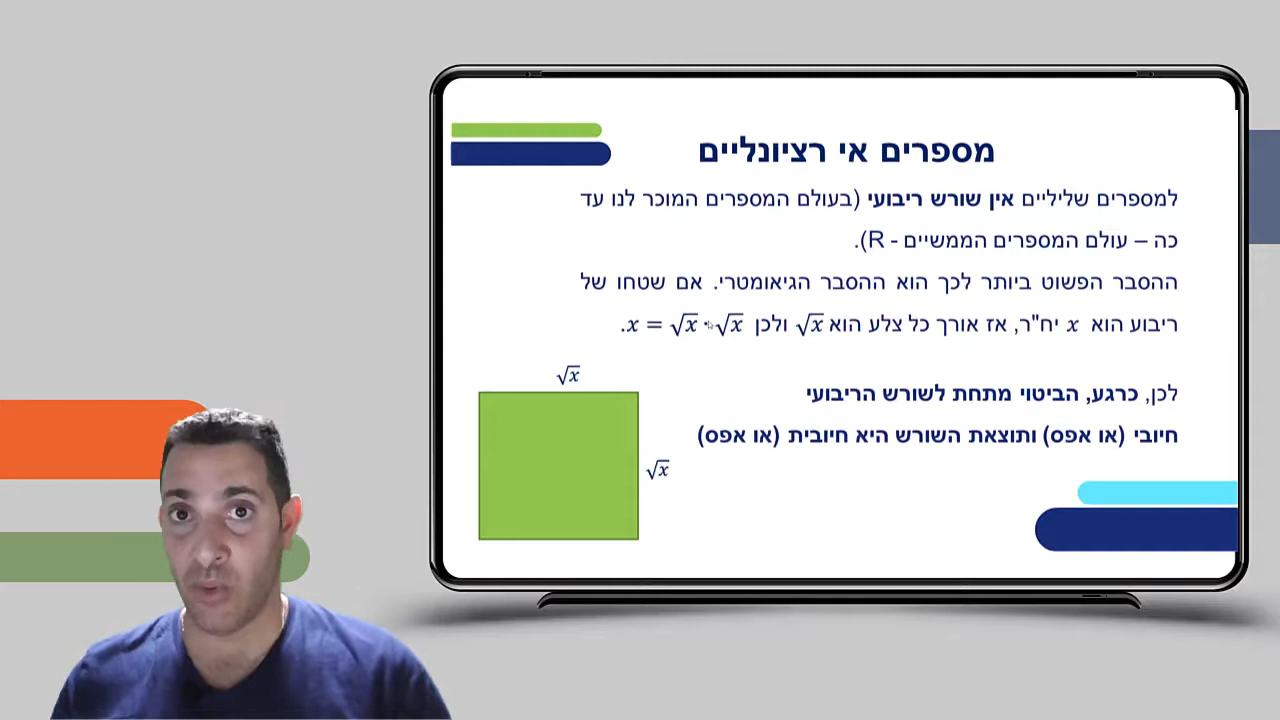 מספרים אי רציונליים
למספרים שליליים אין שורש ריבועי (בעולם המספרים המוכר לנו עד
כה – עולם המספרים הממשיים - R).
ההסבר הפשוט ביותר לכך הוא ההסבר הגיאומטרי. אם שטחו של
ריבוע הוא x יח"ר, אז אורך כל צלע הוא √x ולכן x = √x · √x.
√x
לכן, כרגע, הביטוי מתחת לשורש הריבועי
חיובי (או אפס) ותוצאת השורש היא חיובית (או אפס)
√x